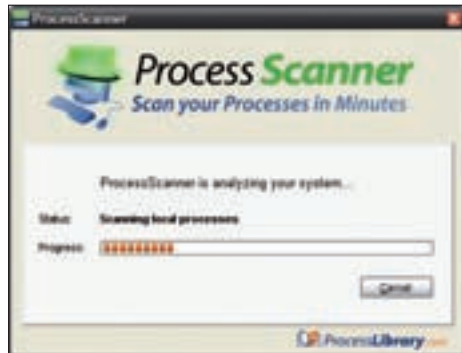 ProcessScanner
Process Scanner
Scan your Processes in Minutes
ProcessScanner is analyzing your system...
Status: Scanning local processes
Progress:
Cancel
ProcessLibrary.com